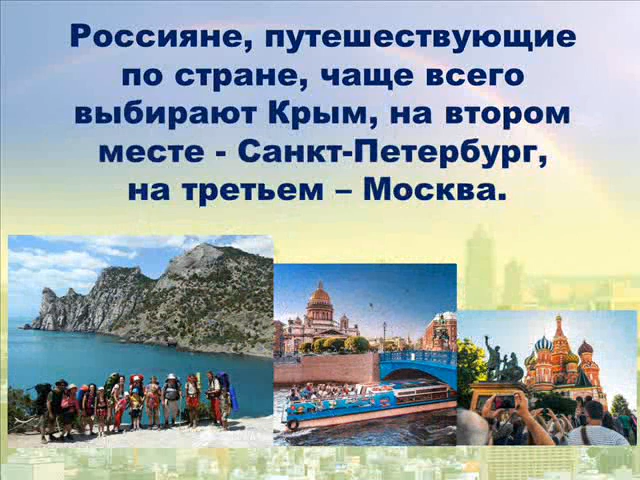 Россияне, путешествующие
по стране, чаще всего
выбирают Крым, на втором
месте - Санкт-Петербург,
на третьем – Москва.